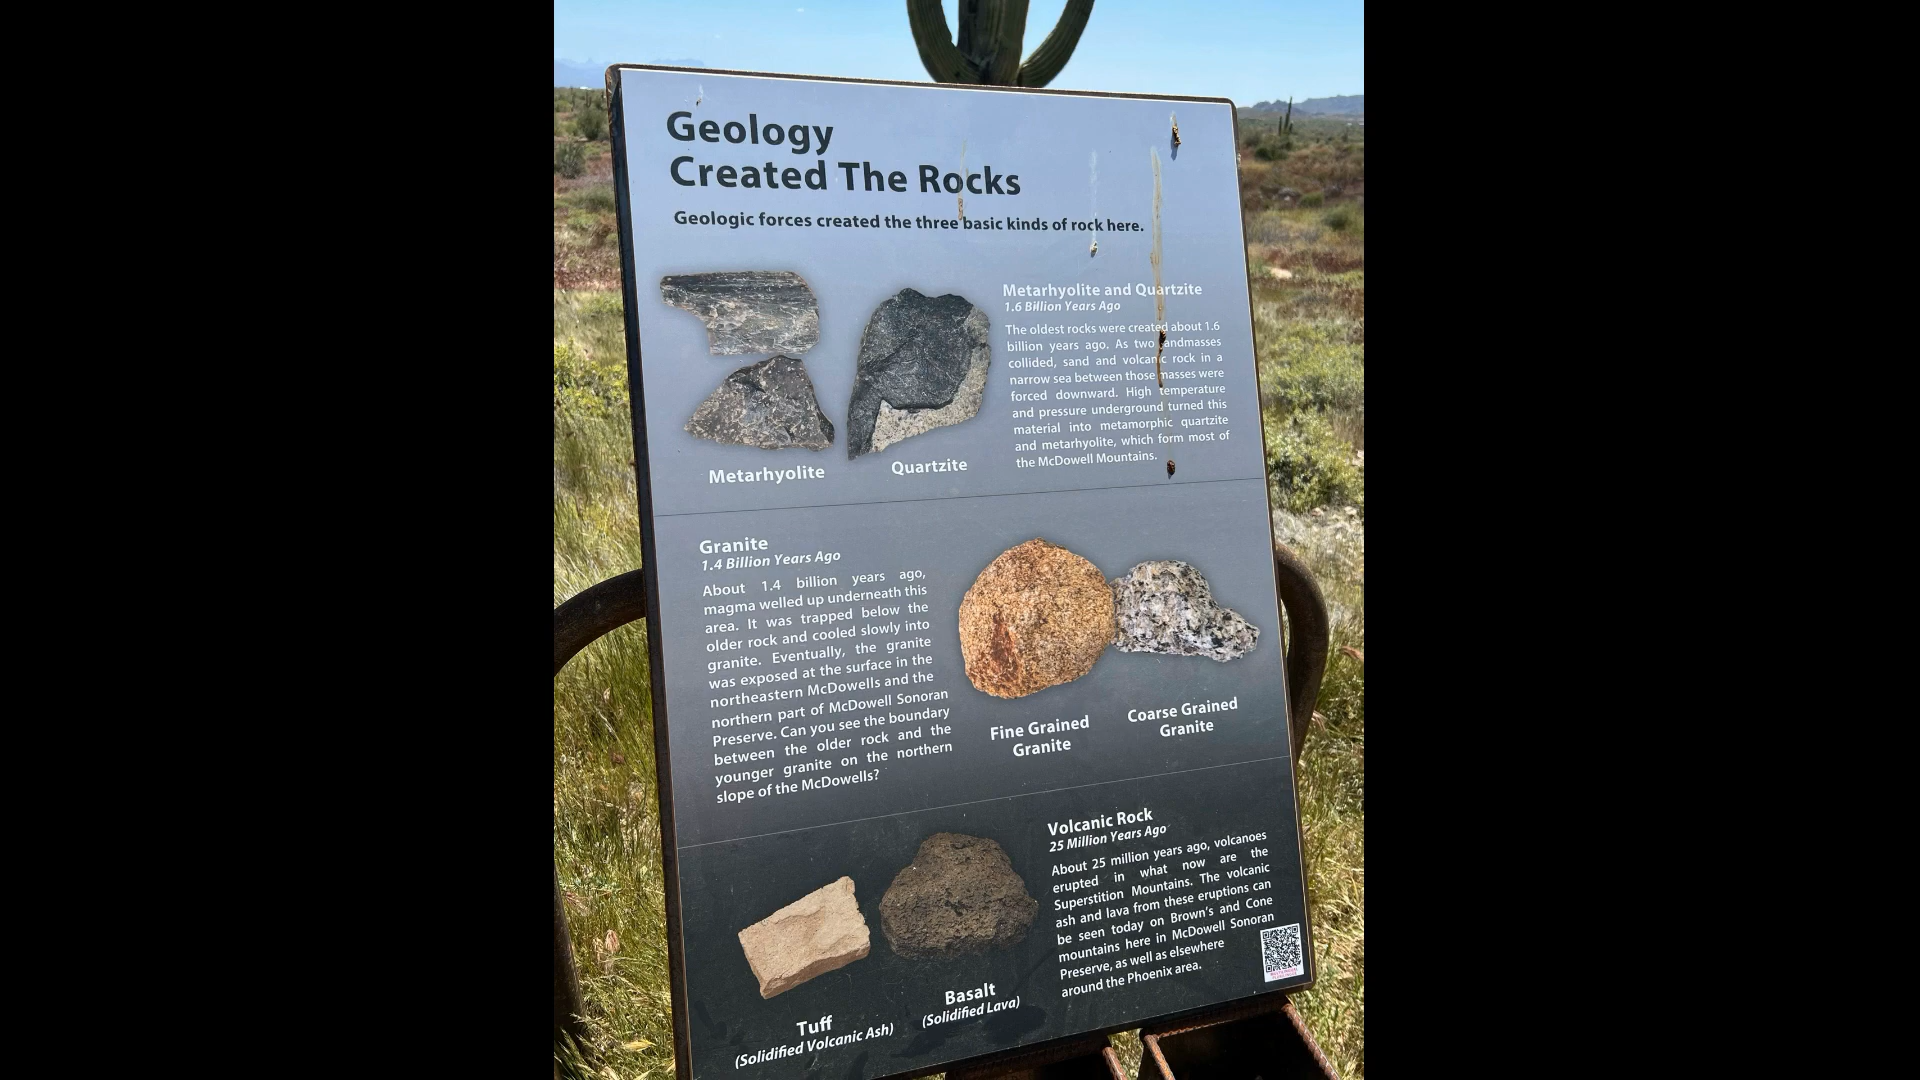 Geology
Created The Rocks
Geologic forces created the three basic kinds of rock here.
Metarhyolite
Quartzite
Metarhyolite and Quartzite
1.6 Billion Years Ago
The oldest rocks were created about 1.6
billion years ago. As two landmasses
collided, sand and volcanic rock in a
narrow sea between those masses were
forced downward. High temperature
and pressure underground turned this
material into metamorphic quartzite
and metarhyolite, which form most of
the McDowell Mountains.
Granite
1.4 Billion Years Ago
About 1.4 billion years ago,
magma welled up underneath this
area. It was trapped below the
older rock and cooled slowly into
granite. Eventually, the granite
was exposed at the surface in the
northeastern McDowells and the
northern part of McDowell Sonoran
Preserve. Can you see the boundary
between the older rock and the
younger granite on the northern
slope of the McDowells?
Fine Grained
Granite
Coarse Grained
Granite
Tuff
(Solidified Volcanic Ash)
Basalt
(Solidified Lava)
Volcanic Rock
25 Million Years Ago
About 25 million years ago, volcanoes
erupted in what now are the
Superstition Mountains. The volcanic
ash and lava from these eruptions can
be seen today on Brown's and Cone
mountains here in McDowell Sonoran
Preserve, as well as elsewhere
around the Phoenix area.